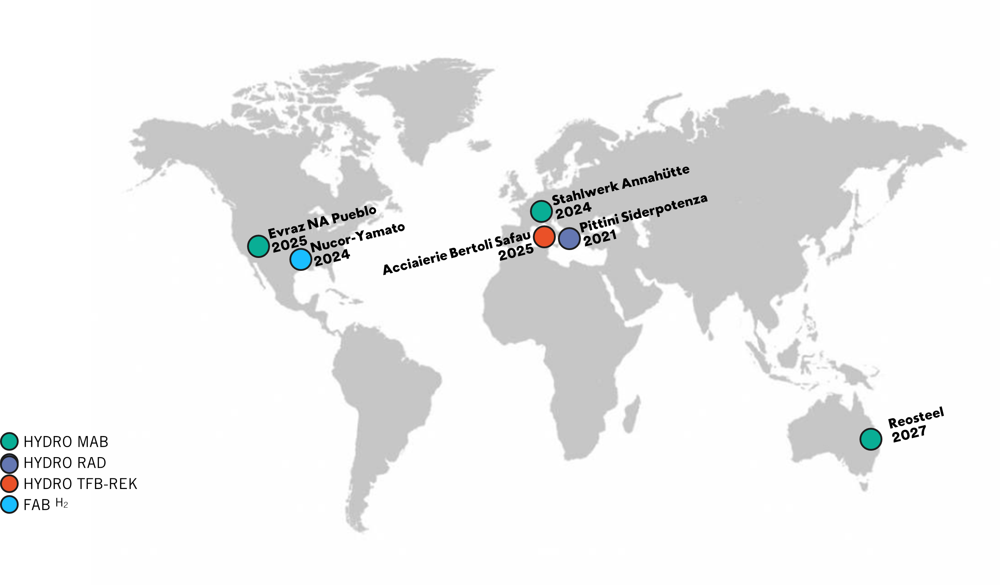 Stahlwerk Annahütte
2024
Pittini Siderpotenza
2021
Evraz NA Pueblo
2025
Nucor-Yamato
2024
Acciaierie Bertoli Safau
2025
Reosteel
2027
HYDRO MAB
HYDRO RAD
HYDRO TFB-REK
FAB H2